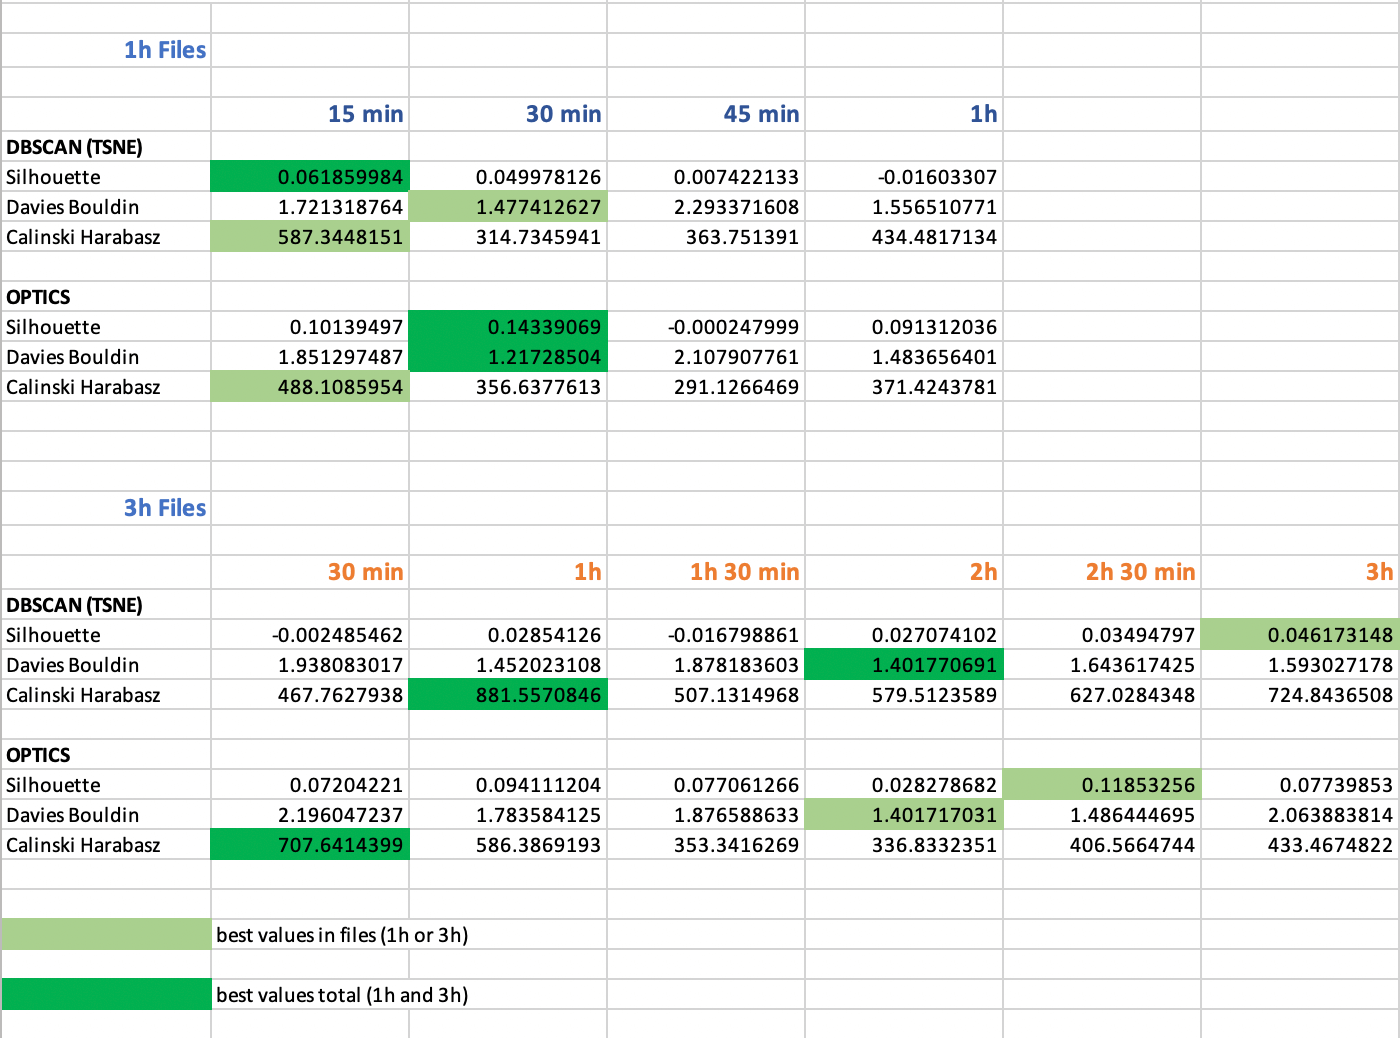 1h Files
15 min 30 min 45 min 1h
DBSCAN (TSNE)
Silhouette 0.061859984 0.049978126 0.007422133 -0.01603307
Davies Bouldin 1.721318764 1.477412627 2.293371608 1.556510771
Calinski Harabasz 587.3448151 314.7345941 363.751391 434.4817134
OPTICS
Silhouette 0.10139497 0.14339069 -0.000247999 0.091312036
Davies Bouldin 1.851297487 1.21728504 2.107907761 1.483656401
Calinski Harabasz 488.1085954 356.6377613 291.1266469 371.4243781
3h Files
30 min 1h 1h 30 min 2h 2h 30 min 3h
DBSCAN (TSNE)
Silhouette -0.002485462 0.02854126 -0.016798861 0.027074102 0.03494797 0.046173148
Davies Bouldin 1.938083017 1.452023108 1.878183603 1.401770691 1.643617425 1.593027178
Calinski Harabasz 467.7627938 881.5570846 507.1314968 579.5123589 627.0284348 724.8436508
OPTICS
Silhouette 0.07204221 0.094111204 0.077061266 0.028278682 0.11853256 0.07739853
Davies Bouldin 2.196047237 1.783584125 1.876588633 1.401717031 1.486444695 2.063883814
Calinski Harabasz 707.6414399 586.3869193 353.3416269 336.8332351 406.5664744 433.4674822
best values in files (1h or 3h)
best values total (1h and 3h)